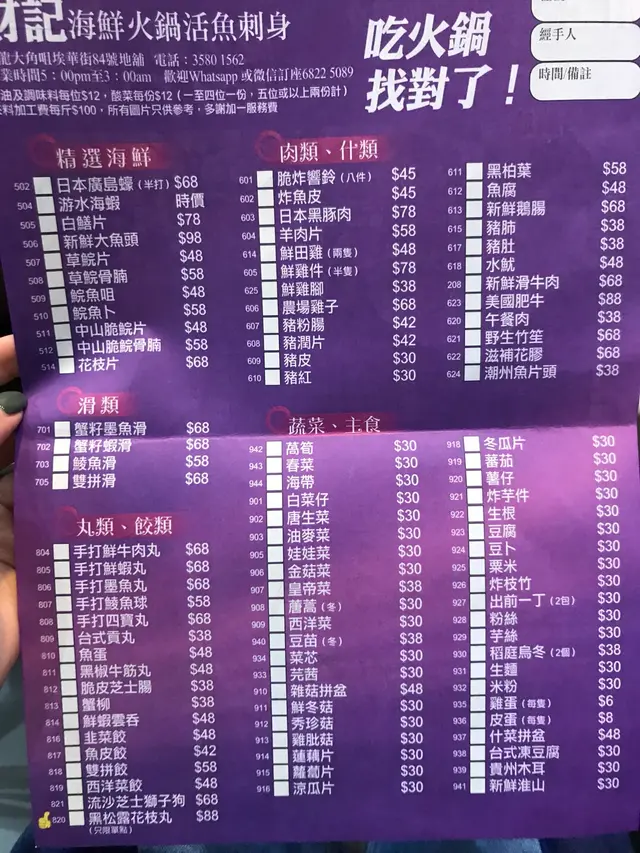 財記海鮮火鍋活魚刺身
龍大角咀埃華街84號地舖 電話：3580 1562
業時間5：00pm至3：00am 歡迎Whatsapp 或微信訂座6822 5089
油及調味料每位$12，酸菜每份$12（一至四位一份，五位或以上兩份計）
料加工費每斤$100，所有圖片只供參考，多謝加一服務費
吃火鍋
找對了！
經手人
時間/備註
精選海鮮
502 日本廣島蠔（半打） $68
504 游水海蝦 時價
505 白鱔片 $78
506 新鮮大魚頭 $98
507 草鯇片 $48
508 草鯇骨腩 $58
509 鯇魚咀 $48
510 鯇魚卜 $58
511 中山脆鯇片 $48
512 中山脆鯇骨腩 $58
514 花枝片 $68
滑類
701 蟹籽墨魚滑 $68
702 蟹籽蝦滑 $68
703 鯪魚滑 $58
705 雙拼滑 $68
丸類、餃類
804 手打鮮牛肉丸 $68
805 手打鮮蝦丸 $68
806 手打墨魚丸 $68
807 手打鯪魚球 $58
808 手打四寶丸 $68
809 台式貢丸 $38
810 魚蛋 $48
811 黑椒牛筋丸 $48
812 脆皮芝士腸 $38
813 蟹柳 $38
814 鮮蝦雲吞 $48
816 韭菜餃 $48
817 魚皮餃 $42
818 雙拼餃 $58
819 西洋菜餃 $48
821 流沙芝士獅子狗 $68
820 黑松露花枝丸 $88
（只限單點）
肉類、什類
601 脆炸響鈴（八件） $45
602 炸魚皮 $45
603 日本黑豚肉 $78
604 羊肉片 $58
614 鮮田雞（兩隻） $48
605 鮮雞件（半隻） $78
625 鮮雞腳 $38
606 農場雞子 $68
607 豬粉腸 $42
608 豬潤片 $42
609 豬皮 $30
610 豬紅 $30
611 黑柏葉 $58
612 魚腐 $48
613 新鮮鵝腸 $68
615 豬肺 $38
617 豬肚 $38
618 水魷 $48
208 新鮮滑牛肉 $68
623 美國肥牛 $88
620 午餐肉 $38
621 野生竹笙 $68
622 滋補花膠 $68
624 潮州魚片頭 $38
蔬菜、主食
942 萵筍 $30
943 春菜 $30
944 海帶 $30
901 白菜仔 $30
902 唐生菜 $30
903 油麥菜 $30
905 娃娃菜 $30
906 金菇菜 $30
907 皇帝菜 $38
908 茼蒿（冬） $30
909 西洋菜 $30
940 豆苗（冬） $38
934 菜芯 $30
933 芫茜 $30
910 雜菇拼盆 $48
911 鮮冬菇 $30
912 秀珍菇 $30
913 雞肶菇 $30
914 蓮藕片 $30
915 蘿蔔片 $30
916 涼瓜片 $30
918 冬瓜片 $30
919 蕃茄 $30
920 薯仔 $30
921 炸芋件 $30
922 生根 $30
923 豆腐 $30
924 豆卜 $30
925 粟米 $30
926 炸枝竹 $30
927 出前一丁（2包） $30
928 粉絲 $30
929 芋絲 $30
930 稻庭烏冬（2個） $38
931 生麵 $30
932 米粉 $30
935 雞蛋（每隻） $6
936 皮蛋（每隻） $8
937 什菜拼盆 $48
938 台式凍豆腐 $30
939 貴州木耳 $30
941 新鮮淮山 $30